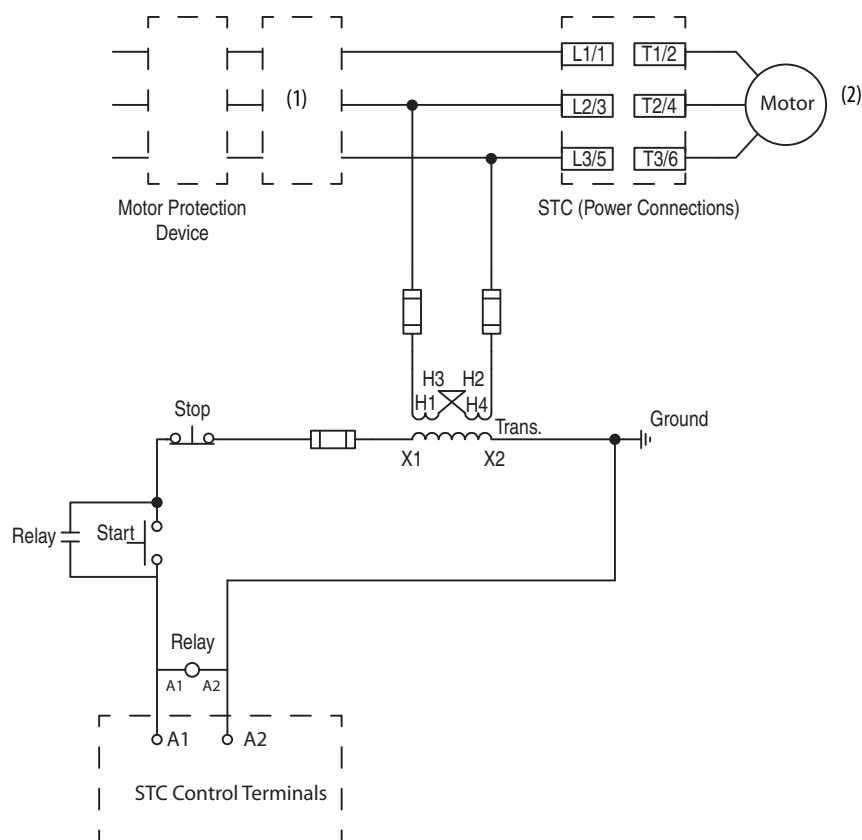 (1)
L1/1 T1/2
L2/3 T2/4
L3/5 T3/6
Motor
(2)
Motor Protection
Device
STC (Power Connections)
H3 H2
H1 H4
Trans.
X1 X2
Stop
Ground
Relay
Start
Relay
A1 A2
A1 A2
STC Control Terminals